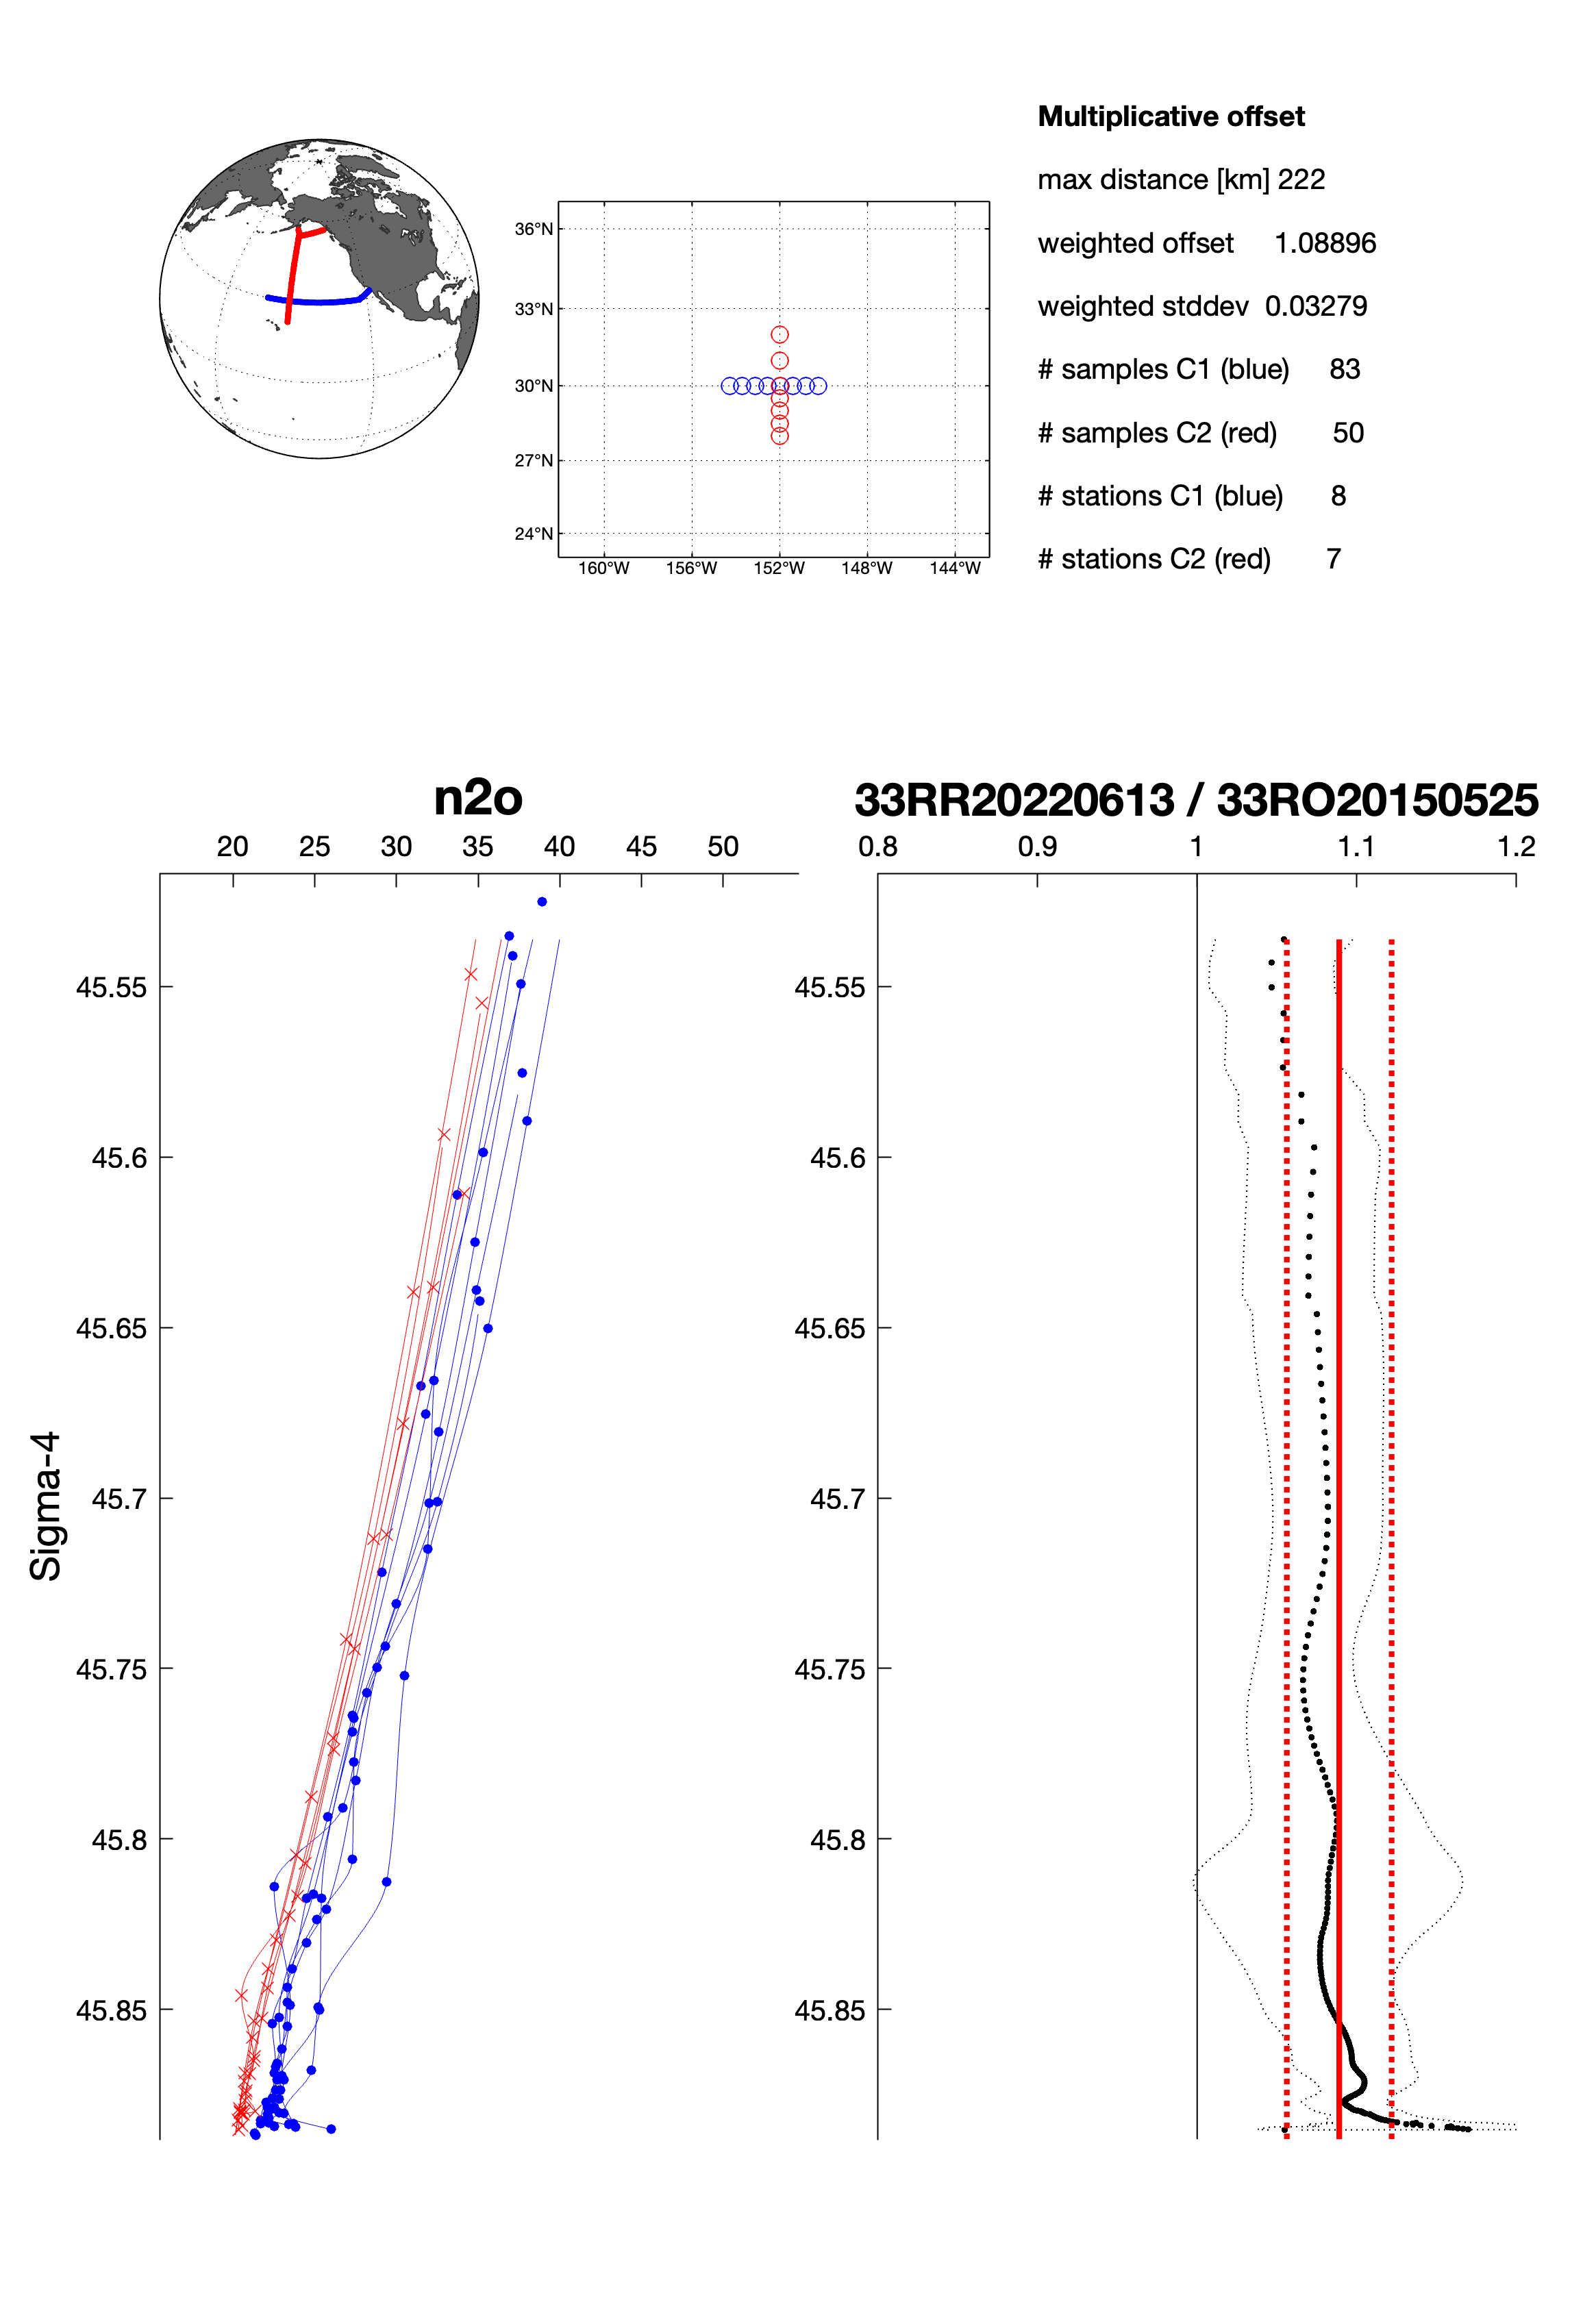 Multiplicative offset
max distance [km] 222
weighted offset 1.08896
weighted stddev 0.03279
# samples C1 (blue) 83
# samples C2 (red) 50
# stations C1 (blue) 8
# stations C2 (red) 7
36°N
33°N
30°N
27°N
24°N
160°W 156°W 152°W 148°W 144°W
n2o
20 25 30 35 40 45 50
45.55
45.6
45.65
45.7
45.75
45.8
45.85
Sigma-4
33RR20220613 / 33RO20150525
0.8 0.9 1 1.1 1.2
45.55
45.6
45.65
45.7
45.75
45.8
45.85